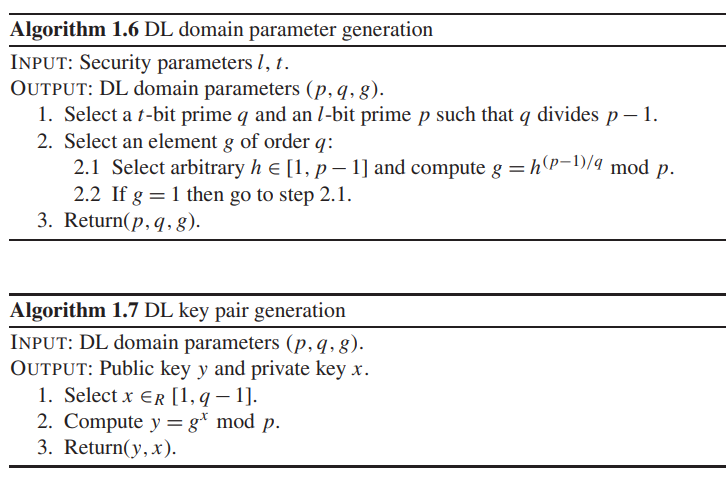 Algorithm 1.6 DL domain parameter generation
INPUT: Security parameters l, t.
OUTPUT: DL domain parameters (p, q, g).
1. Select a t-bit prime q and an l-bit prime p such that q divides p − 1.
2. Select an element g of order q:
2.1 Select arbitrary h ∈ [1, p − 1] and compute g = h^{(p−1)/q} mod p.
2.2 If g = 1 then go to step 2.1.
3. Return(p, q, g).
Algorithm 1.7 DL key pair generation
INPUT: DL domain parameters (p, q, g).
OUTPUT: Public key y and private key x.
1. Select x ∈_R [1, q − 1].
2. Compute y = g^x mod p.
3. Return(y, x).